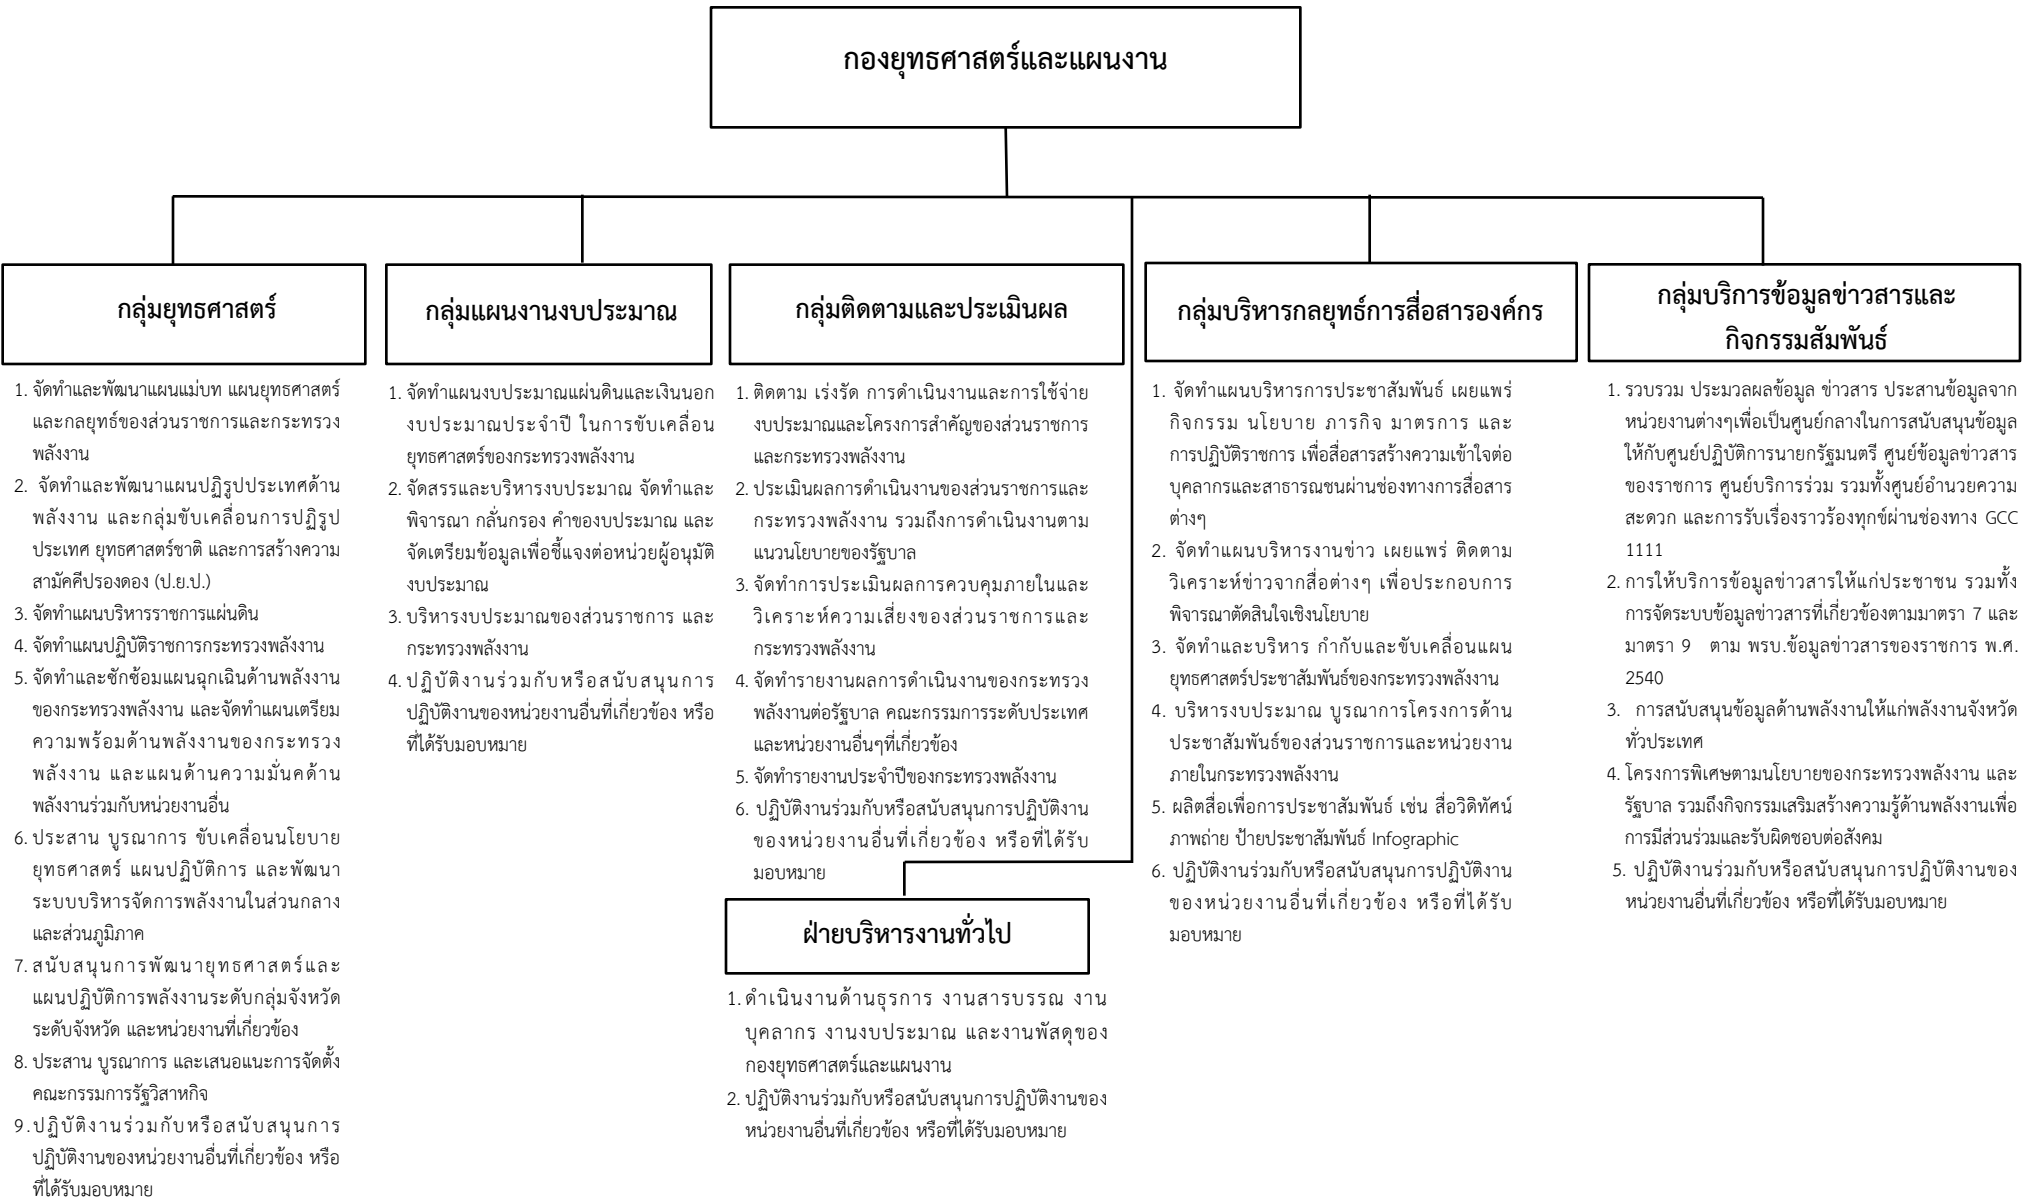 กองยุทธศาสตร์และแผนงาน
กลุ่มยุทธศาสตร์
1. จัดทำและพัฒนาแผนแม่บท แผนยุทธศาสตร์
และกลยุทธ์ของส่วนราชการและกระทรวง
พลังงาน
2. จัดทำและพัฒนาแผนปฏิรูปประเทศด้าน
พลังงาน และกลุ่มขับเคลื่อนการปฏิรูป
ประเทศ ยุทธศาสตร์ชาติ และการสร้างความ
สามัคคีปรองดอง (ป.ย.ป.)
3. จัดทำแผนบริหารราชการแผ่นดิน
4. จัดทำแผนปฏิบัติราชการกระทรวงพลังงาน
5. จัดทำและซักซ้อมแผนฉุกเฉินด้านพลังงาน
ของกระทรวงพลังงาน และจัดทำแผนเตรียม
ความพร้อมด้านพลังงานของกระทรวง
พลังงาน และแผนด้านความมั่นคด้าน
พลังงานร่วมกับหน่วยงานอื่น
6. ประสาน บูรณาการ ขับเคลื่อนนโยบาย
ยุทธศาสตร์ แผนปฏิบัติการ และพัฒนา
ระบบบริหารจัดการพลังงานในส่วนกลาง
และส่วนภูมิภาค
7. สนับสนุนการพัฒนายุทธศาสตร์และ
แผนปฏิบัติการพลังงานระดับกลุ่มจังหวัด
ระดับจังหวัด และหน่วยงานที่เกี่ยวข้อง
8. ประสาน บูรณาการ และเสนอแนะการจัดตั้ง
คณะกรรมการรัฐวิสาหกิจ
9. ปฏิบัติงานร่วมกับหรือสนับสนุนการ
ปฏิบัติงานของหน่วยงานอื่นที่เกี่ยวข้อง หรือ
ที่ได้รับมอบหมาย
กลุ่มแผนงานงบประมาณ
1. จัดทำแผนงบประมาณแผ่นดินและเงินนอก
งบประมาณประจำปี ในการขับเคลื่อน
ยุทธศาสตร์ของกระทรวงพลังงาน
2. จัดสรรและบริหารงบประมาณ จัดทำและ
พิจารณา กลั่นกรอง คำของบประมาณ และ
จัดเตรียมข้อมูลเพื่อชี้แจงต่อหน่วยผู้อนุมัติ
งบประมาณ
3. บริหารงบประมาณของส่วนราชการ และ
กระทรวงพลังงาน
4. ปฏิบัติงานร่วมกับหรือสนับสนุนการ
ปฏิบัติงานของหน่วยงานอื่นที่เกี่ยวข้อง หรือ
ที่ได้รับมอบหมาย
กลุ่มติดตามและประเมินผล
1. ติดตาม เร่งรัด การดำเนินงานและการใช้จ่าย
งบประมาณและโครงการสำคัญของส่วนราชการ
และกระทรวงพลังงาน
2. ประเมินผลการดำเนินงานของส่วนราชการและ
กระทรวงพลังงาน รวมถึงการดำเนินงานตาม
แนวนโยบายของรัฐบาล
3. จัดทำการประเมินผลการควบคุมภายในและ
วิเคราะห์ความเสี่ยงของส่วนราชการและ
กระทรวงพลังงาน
4. จัดทำรายงานผลการดำเนินงานของกระทรวง
พลังงานต่อรัฐบาล คณะกรรมการระดับประเทศ
และหน่วยงานอื่นๆที่เกี่ยวข้อง
5. จัดทำรายงานประจำปีของกระทรวงพลังงาน
6. ปฏิบัติงานร่วมกับหรือสนับสนุนการปฏิบัติงาน
ของหน่วยงานอื่นที่เกี่ยวข้อง หรือที่ได้รับ
มอบหมาย
ฝ่ายบริหารงานทั่วไป
1. ดำเนินงานด้านธุรการ งานสารบรรณ งาน
บุคลากร งานงบประมาณ และงานพัสดุของ
กองยุทธศาสตร์และแผนงาน
2. ปฏิบัติงานร่วมกับหรือสนับสนุนการปฏิบัติงานของ
หน่วยงานอื่นที่เกี่ยวข้อง หรือที่ได้รับมอบหมาย
กลุ่มบริหารกลยุทธ์การสื่อสารองค์กร
1. จัดทำแผนบริหารการประชาสัมพันธ์ เผยแพร่
กิจกรรม นโยบาย ภารกิจ มาตรการ และ
การปฏิบัติราชการ เพื่อสื่อสารสร้างความเข้าใจต่อ
บุคลากรและสาธารณชนผ่านช่องทางการสื่อสาร
ต่างๆ
2. จัดทำแผนบริหารงานข่าว เผยแพร่ ติดตาม
วิเคราะห์ข่าวจากสื่อต่างๆ เพื่อประกอบการ
พิจารณาตัดสินใจเชิงนโยบาย
3. จัดทำและบริหาร กำกับและขับเคลื่อนแผน
ยุทธศาสตร์ประชาสัมพันธ์ของกระทรวงพลังงาน
4. บริหารงบประมาณ บูรณาการโครงการด้าน
ประชาสัมพันธ์ของส่วนราชการและหน่วยงาน
ภายในกระทรวงพลังงาน
5. ผลิตสื่อเพื่อการประชาสัมพันธ์ เช่น สื่อวิดิทัศน์
ภาพถ่าย ป้ายประชาสัมพันธ์ Infographic
6. ปฏิบัติงานร่วมกับหรือสนับสนุนการปฏิบัติงาน
ของหน่วยงานอื่นที่เกี่ยวข้อง หรือที่ได้รับ
มอบหมาย
กลุ่มบริการข้อมูลข่าวสารและ
กิจกรรมสัมพันธ์
1. รวบรวม ประมวลผลข้อมูล ข่าวสาร ประสานข้อมูลจาก
หน่วยงานต่างๆเพื่อเป็นศูนย์กลางในการสนับสนุนข้อมูล
ให้กับศูนย์ปฏิบัติการนายกรัฐมนตรี ศูนย์ข้อมูลข่าวสาร
ของราชการ ศูนย์บริการร่วม รวมทั้งศูนย์อำนวยความ
สะดวก และการรับเรื่องราวร้องทุกข์ผ่านช่องทาง GCC
1111
2. การให้บริการข้อมูลข่าวสารให้แก่ประชาชน รวมทั้ง
การจัดระบบข้อมูลข่าวสารที่เกี่ยวข้องตามมาตรา 7 และ
มาตรา 9 ตาม พรบ.ข้อมูลข่าวสารของราชการ พ.ศ.
2540
3. การสนับสนุนข้อมูลด้านพลังงานให้แก่พลังงานจังหวัด
ทั่วประเทศ
4. โครงการพิเศษตามนโยบายของกระทรวงพลังงาน และ
รัฐบาล รวมถึงกิจกรรมเสริมสร้างความรู้ด้านพลังงานเพื่อ
การมีส่วนร่วมและรับผิดชอบต่อสังคม
5. ปฏิบัติงานร่วมกับหรือสนับสนุนการปฏิบัติงานของ
หน่วยงานอื่นที่เกี่ยวข้อง หรือที่ได้รับมอบหมาย